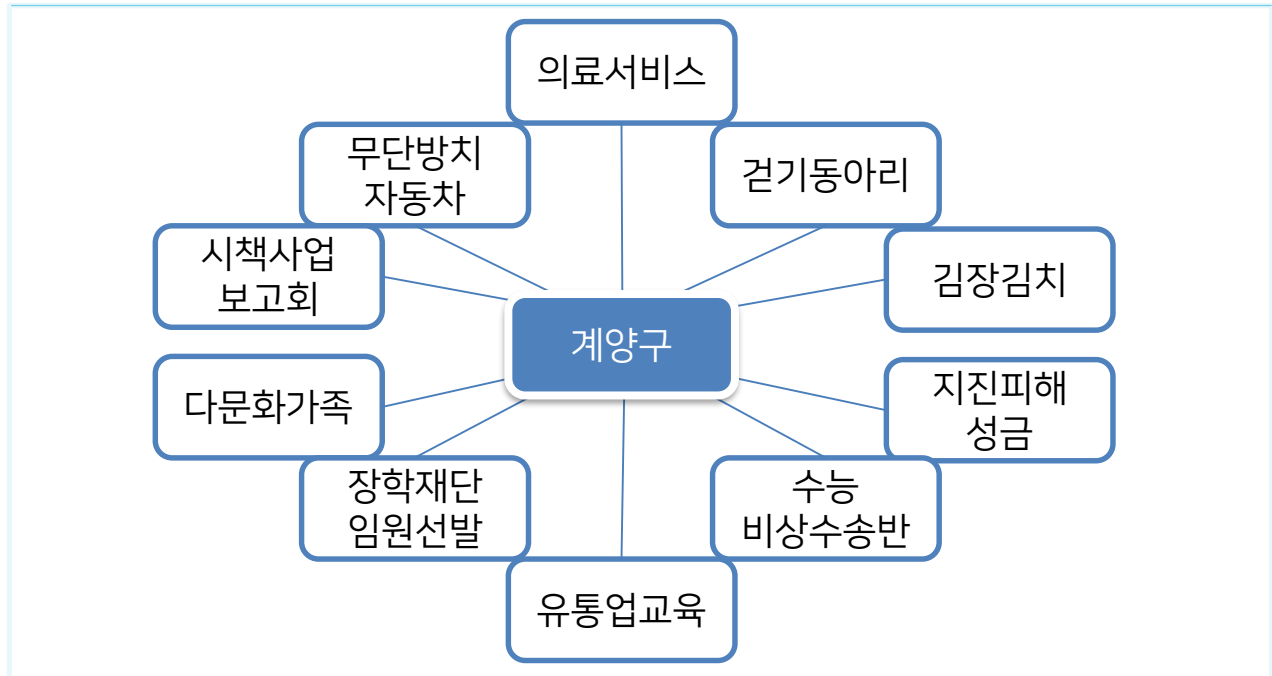 의료서비스
무단방치
자동차
걷기동아리
시책사업
보고회
김장김치
계양구
다문화가족
지진피해
성금
장학재단
임원선발
수능
비상수송반
유통업교육